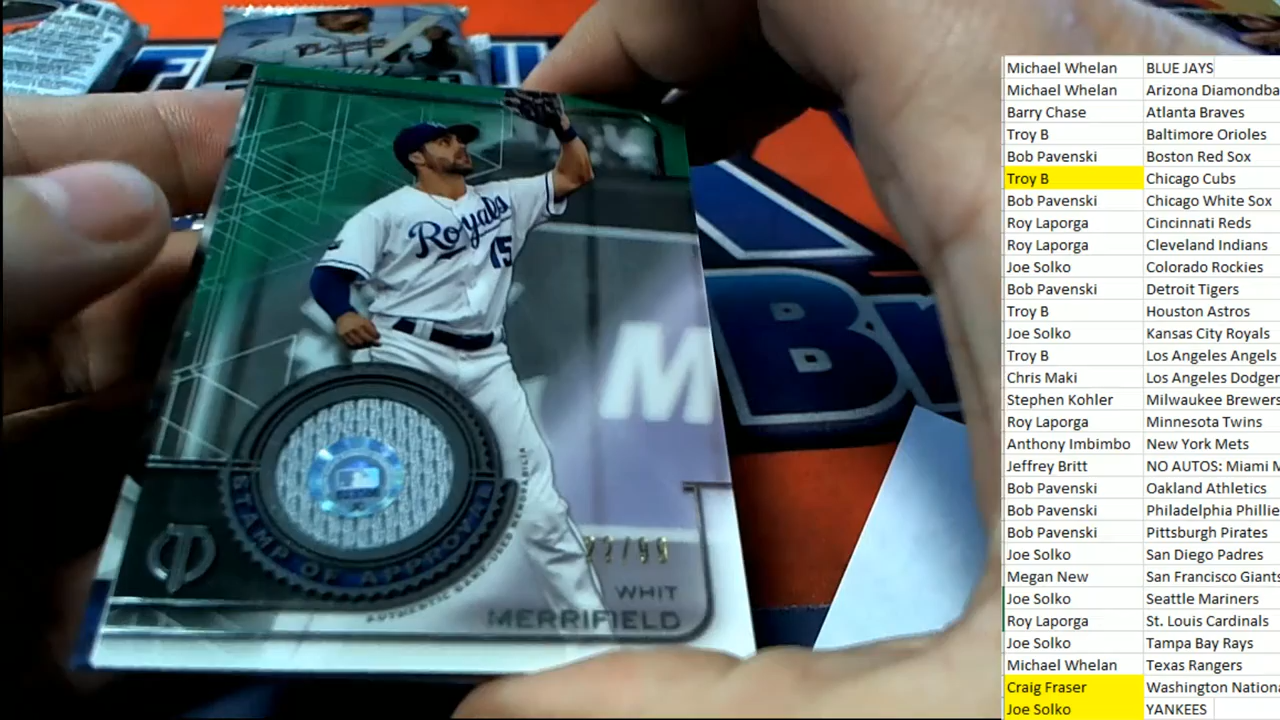 Royals
15
M
B
STAMP OF APPROVAL
AUTHENTIC GAME-USED MEMORABILIA
22/99
WHIT
MERRIFIELD
Michael Whelan BLUE JAYS
Michael Whelan Arizona Diamondba
Barry Chase Atlanta Braves
Troy B Baltimore Orioles
Bob Pavenski Boston Red Sox
Troy B Chicago Cubs
Bob Pavenski Chicago White Sox
Roy Laporga Cincinnati Reds
Roy Laporga Cleveland Indians
Joe Solko Colorado Rockies
Bob Pavenski Detroit Tigers
Troy B Houston Astros
Joe Solko Kansas City Royals
Troy B Los Angeles Angels
Chris Maki Los Angeles Dodger
Stephen Kohler Milwaukee Brewers
Roy Laporga Minnesota Twins
Anthony Imbimbo New York Mets
Jeffrey Britt NO AUTOS: Miami M
Bob Pavenski Oakland Athletics
Bob Pavenski Philadelphia Phillie
Bob Pavenski Pittsburgh Pirates
Joe Solko San Diego Padres
Megan New San Francisco Giants
Joe Solko Seattle Mariners
Roy Laporga St. Louis Cardinals
Joe Solko Tampa Bay Rays
Michael Whelan Texas Rangers
Craig Fraser Washington Nationa
Joe Solko YANKEES